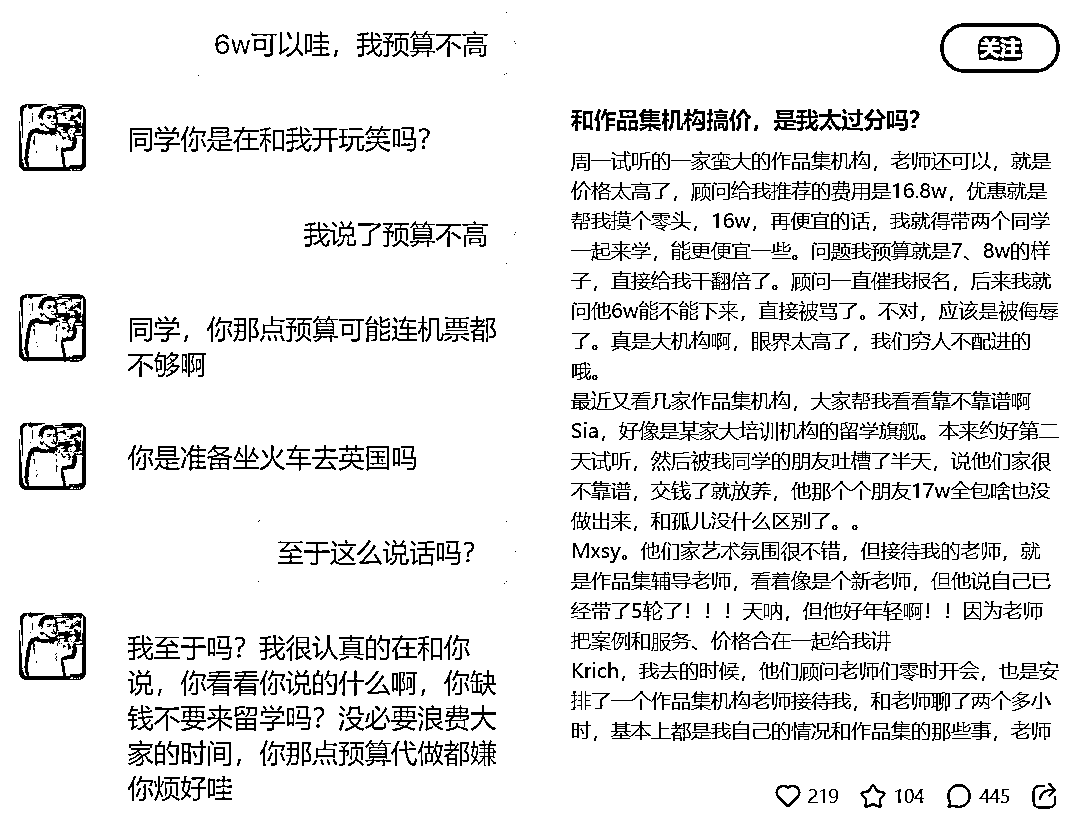 6w可以哇，我预算不高
同学你是在和我开玩笑吗？
我说了预算不高
同学，你那点预算可能连机票都
不够啊
你是准备坐火车去英国吗
至于这么说话吗？
我至于吗？我很认真的在和你
说，你看看你说的什么啊，你缺
钱不要来留学吗？没必要浪费大
家的时间，你那点预算代做都嫌
你烦好哇
关注
和作品集机构搞价，是我太过分吗？
周一试听的一家蛮大的作品集机构，老师还可以，就是
价格太高了，顾问给我推荐的费用是16.8w，优惠就是
帮我摸个零头，16w，再便宜的话，我就得带两个同学
一起来学，能更便宜一些。问题我预算就是7、8w的样
子，直接给我干翻倍了。顾问一直催我报名，后来我就
问他6w能不能下来，直接被骂了。不对，应该是被侮辱
了。真是大机构啊，眼界太高了，我们穷人不配进的
哦。
最近又看几家作品集机构，大家帮我看看靠不靠谱啊
Sia，好像是某家大培训机构的留学旗舰。本来约好第二
天试听，然后被我同学的朋友吐槽了半天，说他们家很
不靠谱，交钱了就放养，他那个个朋友17w全包啥也没
做出来，和孤儿没什么区别了。。
Mxsy。他们家艺术氛围很不错，但接待我的老师，就
是作品集辅导老师，看着像是个新老师，但他说自己已
经带了5轮了！！！天呐，但他好年轻啊！！因为老师
把案例和服务、价格合在一起给我讲
Krich，我去的时候，他们顾问老师们零时开会，也是安
排了一个作品集机构老师接待我，和老师聊了两个多小
时，基本上都是我自己的情况和作品集的那些事，老师
219
104
445